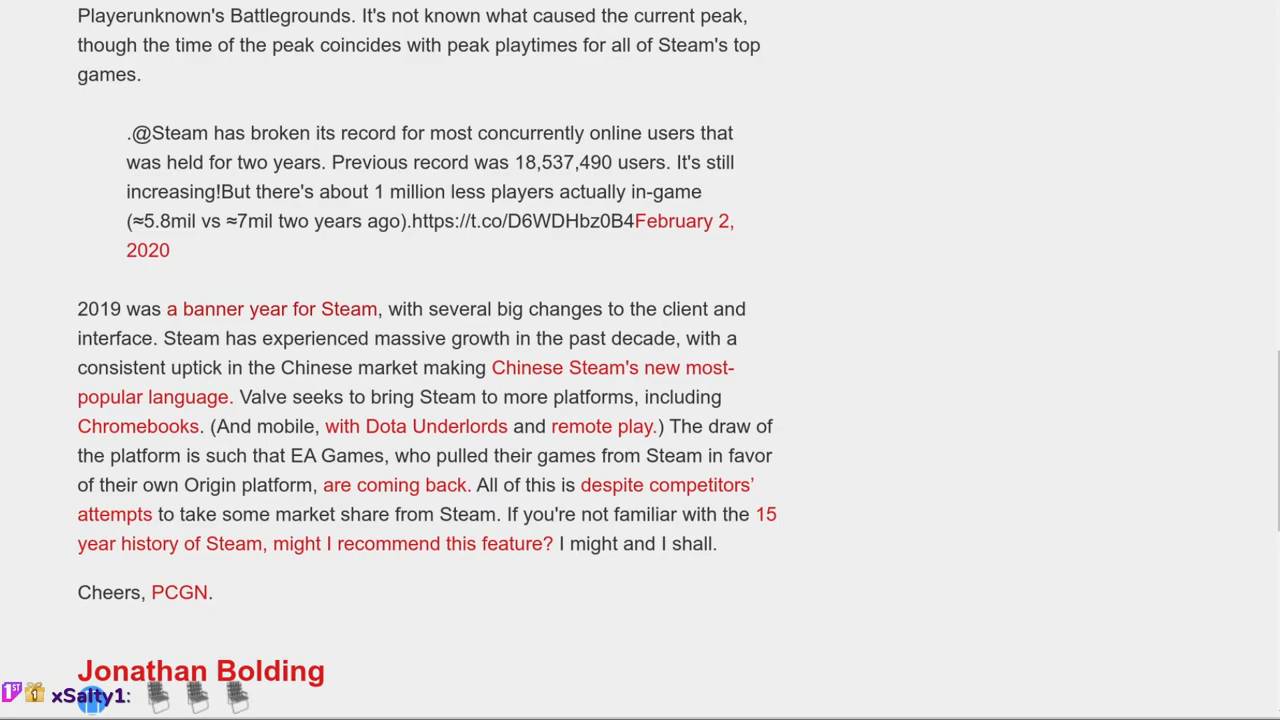 Playerunknown's Battlegrounds. It's not known what caused the current peak,
though the time of the peak coincides with peak playtimes for all of Steam's top
games.
.@Steam has broken its record for most concurrently online users that
was held for two years. Previous record was 18,537,490 users. It's still
increasing!But there's about 1 million less players actually in-game
(≈5.8mil vs ≈7mil two years ago).https://t.co/D6WDHbz0B4February 2,
2020
2019 was a banner year for Steam, with several big changes to the client and
interface. Steam has experienced massive growth in the past decade, with a
consistent uptick in the Chinese market making Chinese Steam's new most-
popular language. Valve seeks to bring Steam to more platforms, including
Chromebooks. (And mobile, with Dota Underlords and remote play.) The draw of
the platform is such that EA Games, who pulled their games from Steam in favor
of their own Origin platform, are coming back. All of this is despite competitors’
attempts to take some market share from Steam. If you're not familiar with the 15
year history of Steam, might I recommend this feature? I might and I shall.
Cheers, PCGN.
Jonathan Bolding
1ST 1 xSalty1: